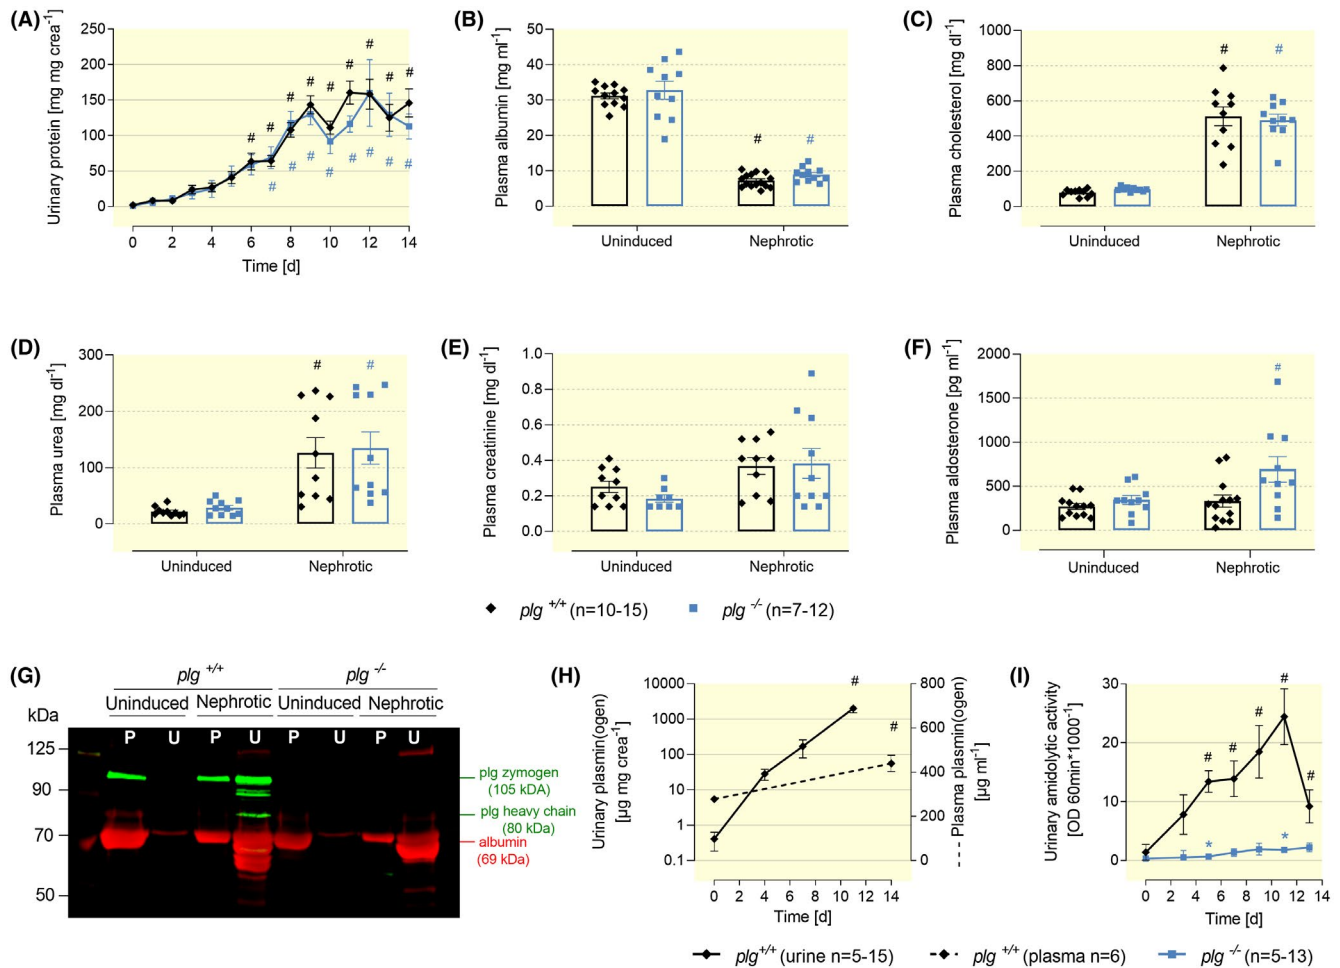 (A)
Urinary protein [mg mg crea⁻¹]
250
200
150
100
50
0
# # # # # # # # #
# # # # # # # #
0 2 4 6 8 10 12 14
Time [d]
(B)
Plasma albumin [mg ml⁻¹]
50
40
30
20
10
0
# #
Uninduced Nephrotic
(C)
Plasma cholesterol [mg dl⁻¹]
1000
800
600
400
200
0
# #
Uninduced Nephrotic
(D)
Plasma urea [mg dl⁻¹]
300
200
100
0
# #
Uninduced Nephrotic
(E)
Plasma creatinine [mg dl⁻¹]
1.0
0.8
0.6
0.4
0.2
0.0
Uninduced Nephrotic
(F)
Plasma aldosterone [pg ml⁻¹]
2000
1500
1000
500
0
#
Uninduced Nephrotic
plg +/+ (n=10-15) plg -/- (n=7-12)
(G)
plg +/+ plg -/-
Uninduced Nephrotic Uninduced Nephrotic
kDa
P U P U P U P U
125
90
70
50
plg zymogen
(105 kDA)
plg heavy chain
(80 kDa)
albumin
(69 kDa)
(H)
Urinary plasmin(ogen)
[µg mg crea⁻¹]
10000
1000
100
10
1
0.1
# #
800
600
400
200
0
Plasma plasmin(ogen)
[µg ml⁻¹]
0 2 4 6 8 10 12 14
Time [d]
(I)
Urinary amidolytic activity
[OD 60min*1000⁻¹]
30
20
10
0
# # # # #
* *
0 2 4 6 8 10 12 14
Time [d]
plg+/+ (urine n=5-15) plg+/+ (plasma n=6) plg -/- (n=5-13)